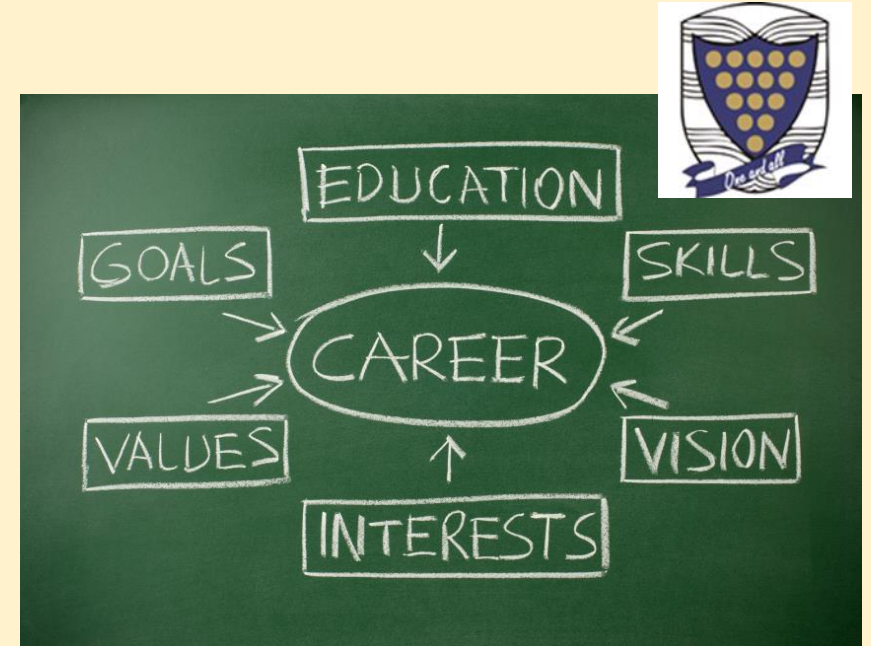 One and all
EDUCATION
GOALS
SKILLS
CAREER
VALUES
VISION
INTERESTS